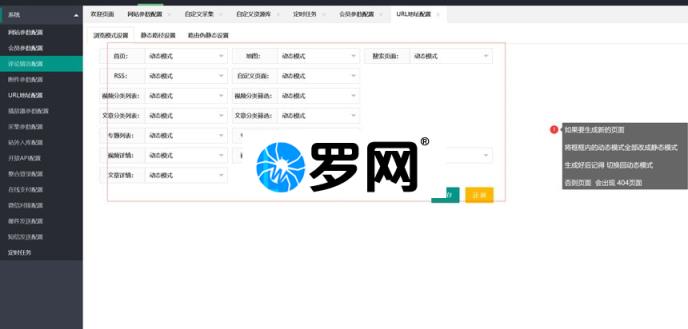 系统
欢迎页面
网站参数配置
自定义采集
自定义资源库
定时任务
会员参数配置
URL地址配置
网站参数配置
会员参数配置
评论留言配置
附件参数配置
URL地址配置
播放器参数配置
采集参数配置
站外入库配置
开放API配置
整合登录配置
在线支付配置
微信对接配置
邮件发送配置
短信发送配置
定时任务
浏览模式设置
静态路径设置
路由伪静态设置
首页: 动态模式
地图: 动态模式
搜索页面: 动态模式
RSS: 动态模式
自定义页面: 动态模式
视频分类列表: 动态模式
视频分类筛选: 动态模式
文章分类列表: 动态模式
文章分类筛选: 动态模式
专题列表: 动态模式
视频详情: 动态模式
文章详情: 动态模式
罗网®
存
还原
1
如果要生成新的页面
将框框内的动态模式全部改成静态模式
生成好后记得 切换回动态模式
否则页面 会出现 404页面